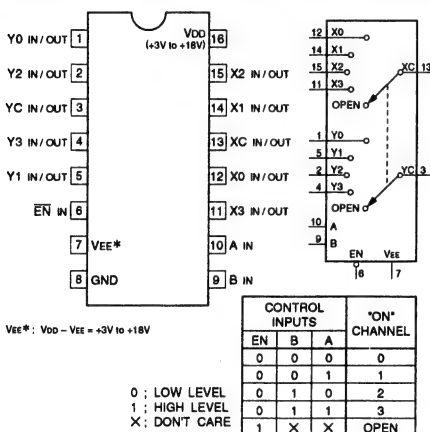 Y0 IN/OUT 1
VDD 16
(+3V to +18V)
Y2 IN/OUT 2
15 X2 IN/OUT
YC IN/OUT 3
14 X1 IN/OUT
Y3 IN/OUT 4
13 XC IN/OUT
Y1 IN/OUT 5
12 X0 IN/OUT
EN IN 6
11 X3 IN/OUT
7 VEE*
10 A IN
8 GND
9 B IN
12 X0
14 X1
15 X2
11 X3
XC 13
OPEN
1 Y0
5 Y1
2 Y2
4 Y3
YC 3
OPEN
10 A
9 B
EN VEE
6 7
VEE* ; VDD – VEE = +3V to +18V
CONTROL INPUTS "ON" CHANNEL
EN B A
0 0 0 0
0 0 1 1
0 1 0 2
0 1 1 3
1 X X OPEN
0 ; LOW LEVEL
1 ; HIGH LEVEL
X ; DON'T CARE